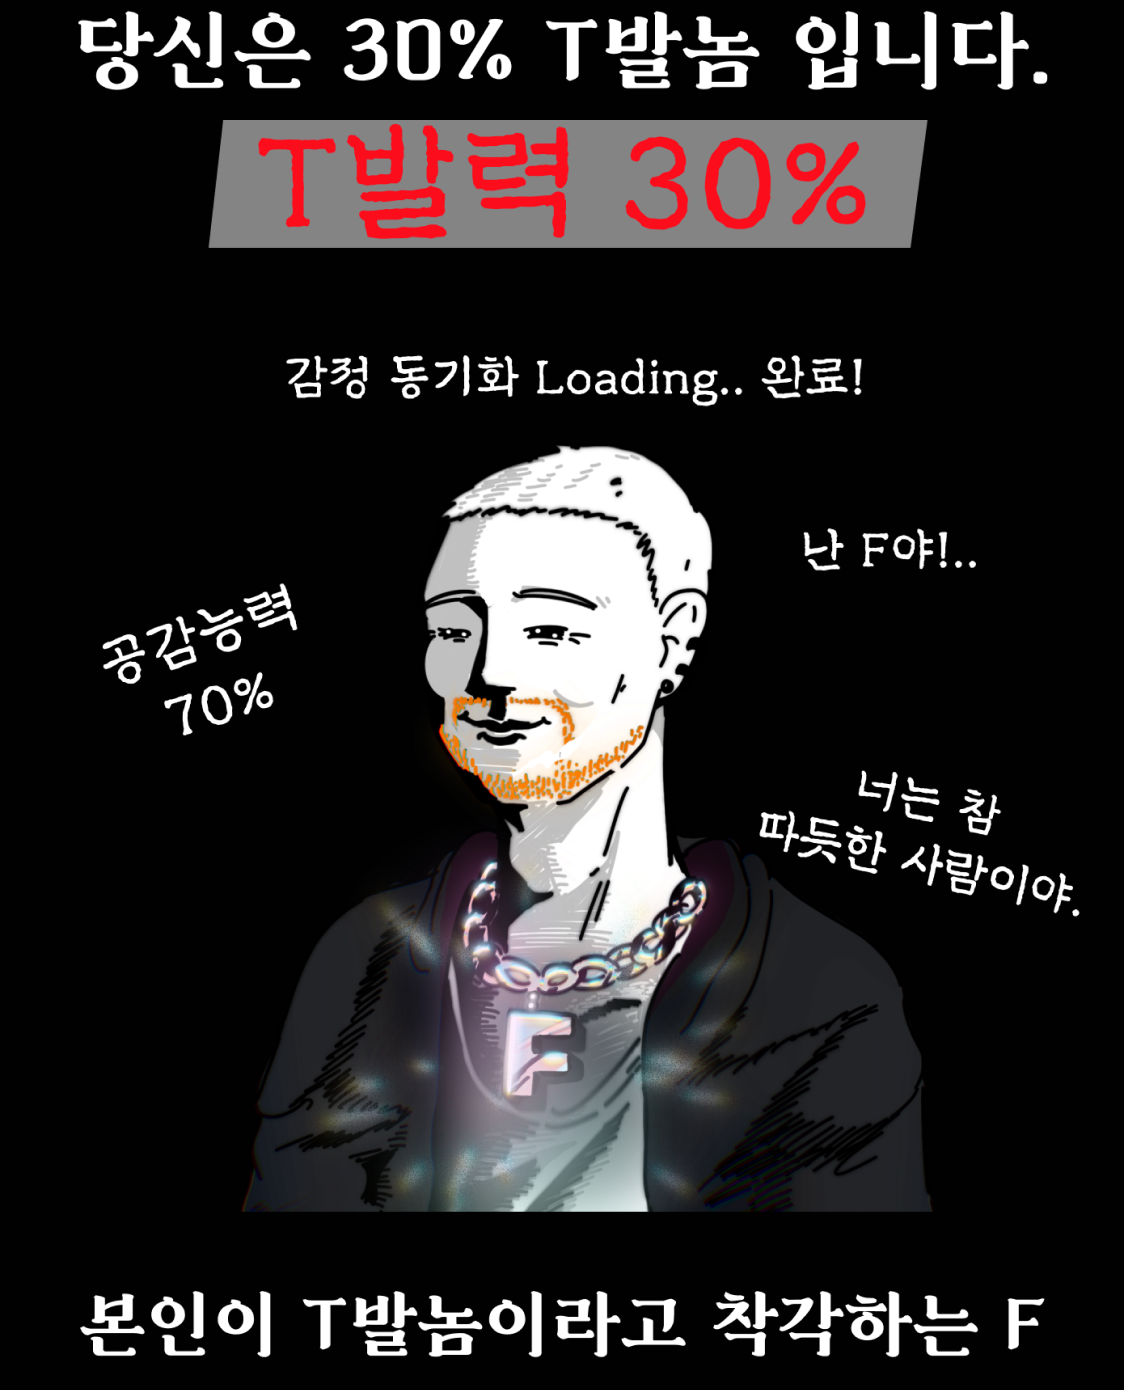 당신은 30% T발놈 입니다.
T발력 30%
감정 동기화 Loading.. 완료!
난 F야!..
공감능력
70%
너는 참
따듯한 사람이야.
F
본인이 T발놈이라고 착각하는 F